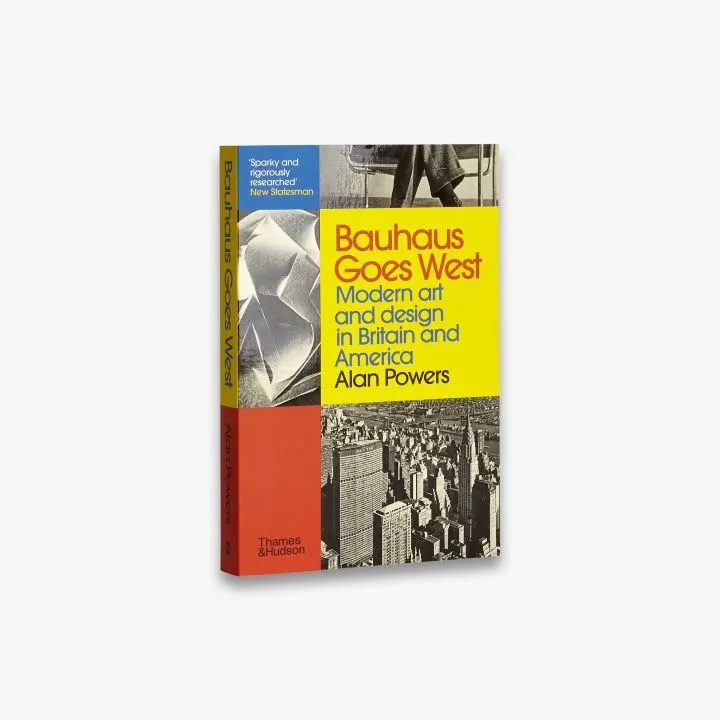 'Sparky and
rigorously
researched'
New Statesman
Bauhaus
Goes West
Modern art
and design
in Britain and
America
Alan Powers
Thames
&Hudson
Bauhaus Goes West
Alan Powers